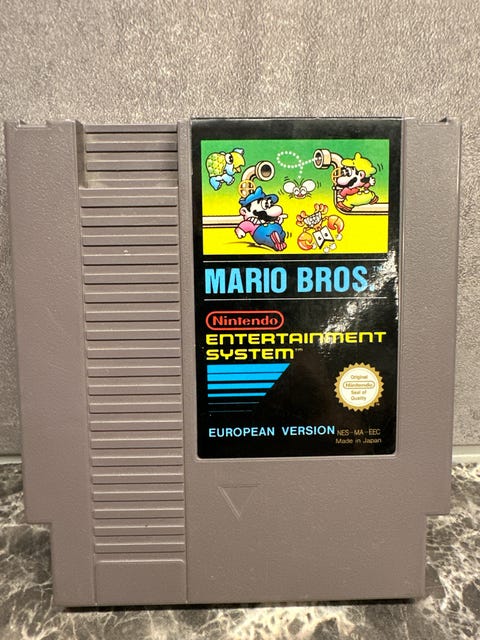 MARIO BROS.
Nintendo
ENTERTAINMENT
SYSTEM™
Original
Nintendo
Seal of
Quality
EUROPEAN VERSION NES-MA-EEC
Made in Japan